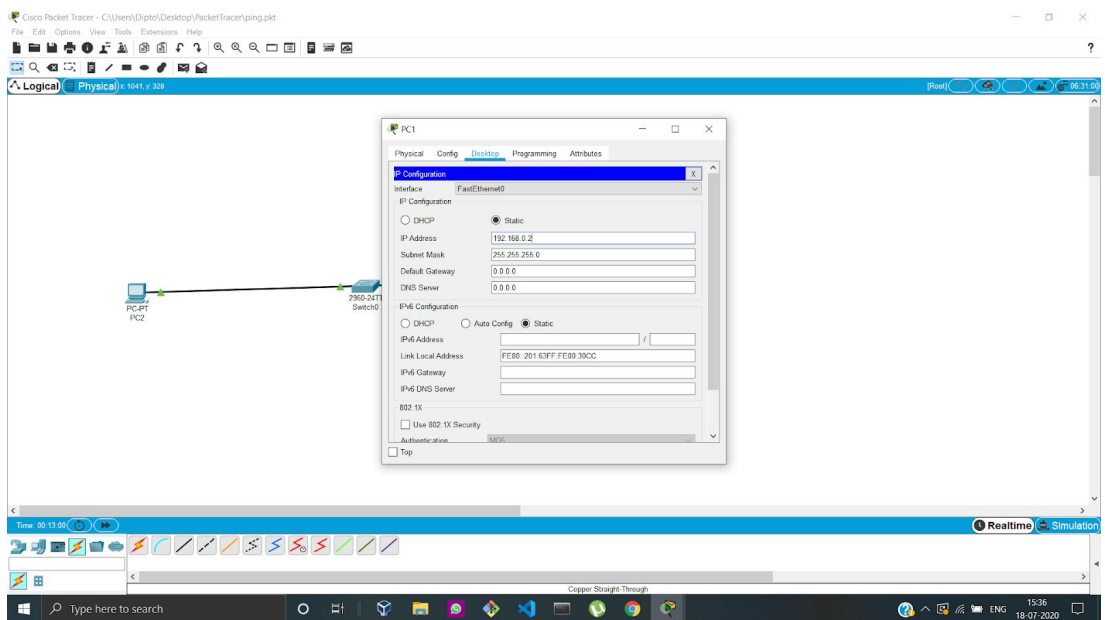 Cisco Packet Tracer - C:\Users\Dipto\Desktop\PacketTracer\ping.pkt
File Edit Options View Tools Extensions Help
?
Logical Physical x: 1041, y: 328 [Root] 06:31:00
PC1
Physical Config Desktop Programming Attributes
IP Configuration X
Interface FastEthernet0
IP Configuration
DHCP Static
IP Address 192.168.0.2
Subnet Mask 255.255.255.0
Default Gateway 0.0.0.0
DNS Server 0.0.0.0
IPv6 Configuration
DHCP Auto Config Static
IPv6 Address /
Link Local Address FE80::201:63FF:FE00:30CC
IPv6 Gateway
IPv6 DNS Server
802.1X
Use 802.1X Security
Authentication MD5
Top
PC-PT
PC2
2960-24TT
Switch0
Time: 00:13:00 Realtime Simulation
Copper Straight-Through
Type here to search ENG 15:36
18-07-2020